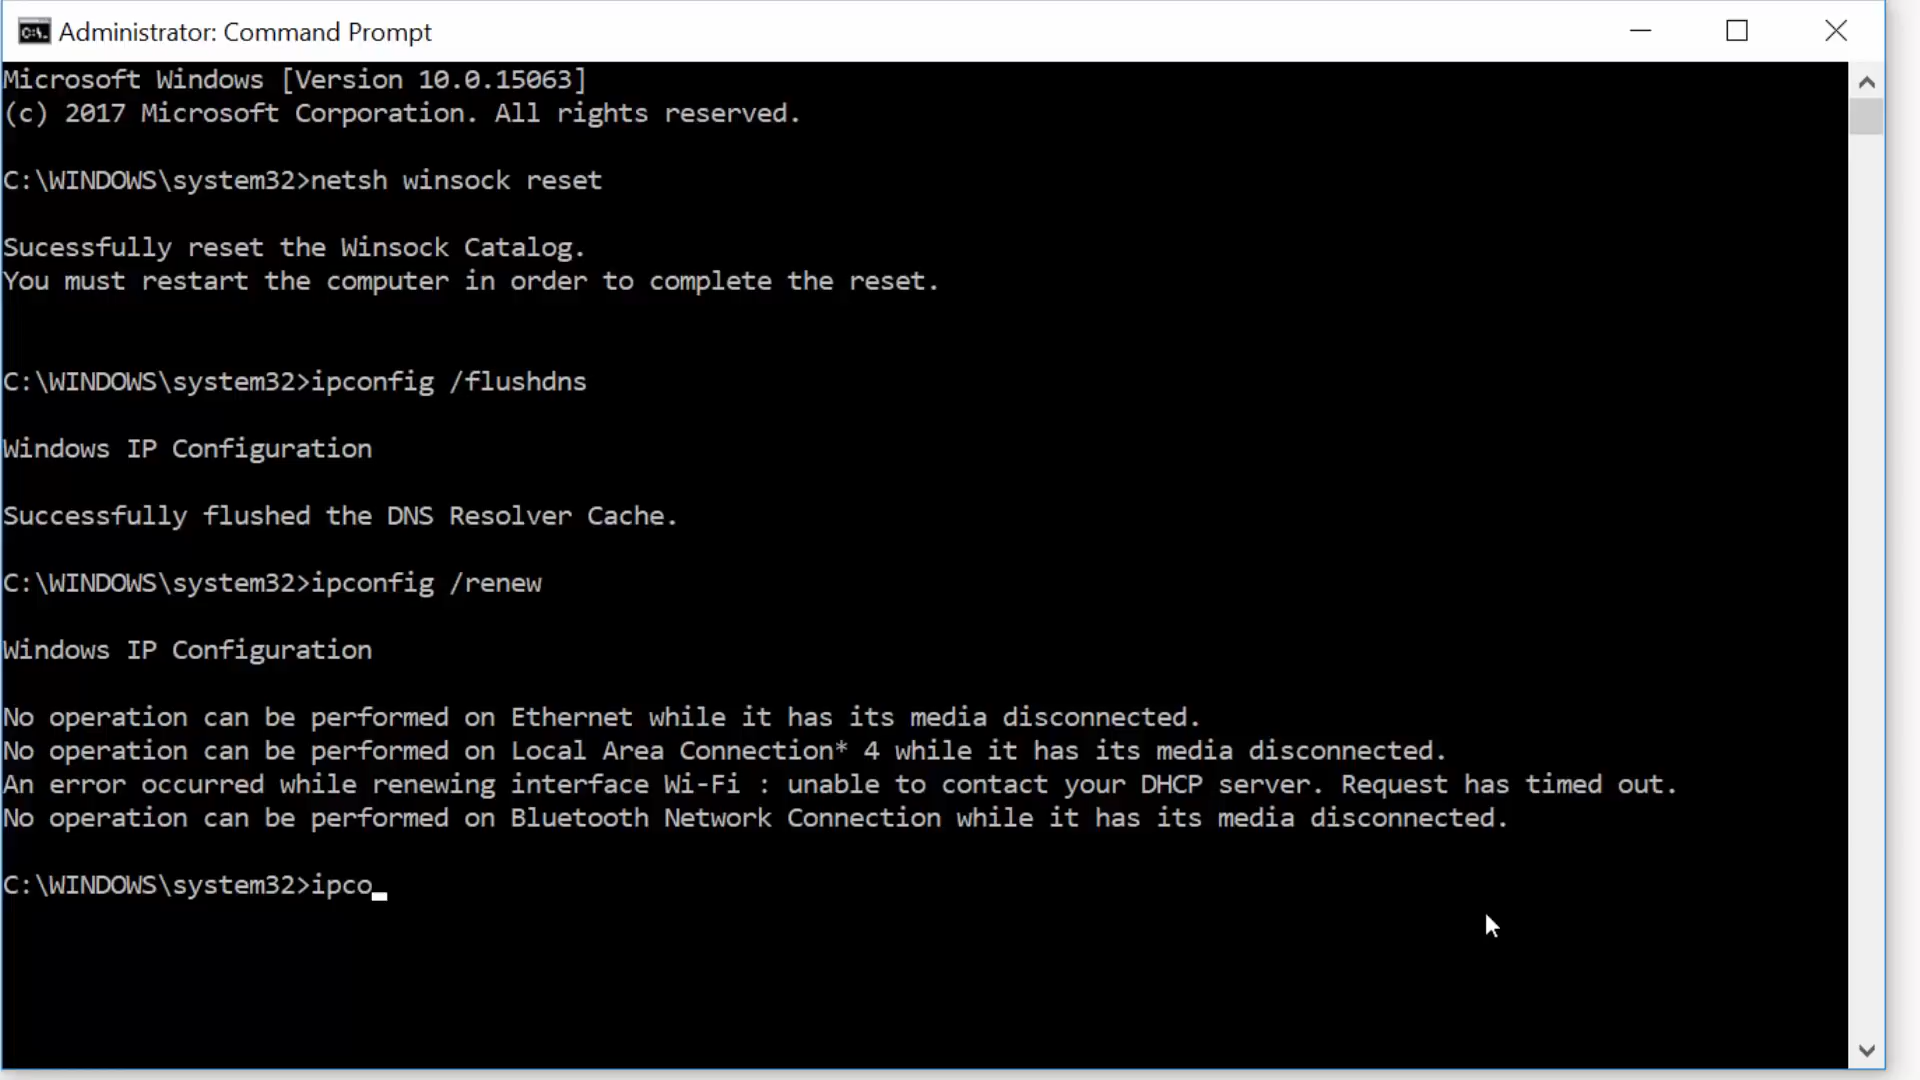 Administrator: Command Prompt
Microsoft Windows [Version 10.0.15063]
(c) 2017 Microsoft Corporation. All rights reserved.
C:\WINDOWS\system32>netsh winsock reset
Sucessfully reset the Winsock Catalog.
You must restart the computer in order to complete the reset.
C:\WINDOWS\system32>ipconfig /flushdns
Windows IP Configuration
Successfully flushed the DNS Resolver Cache.
C:\WINDOWS\system32>ipconfig /renew
Windows IP Configuration
No operation can be performed on Ethernet while it has its media disconnected.
No operation can be performed on Local Area Connection* 4 while it has its media disconnected.
An error occurred while renewing interface Wi-Fi : unable to contact your DHCP server. Request has timed out.
No operation can be performed on Bluetooth Network Connection while it has its media disconnected.
C:\WINDOWS\system32>ipco